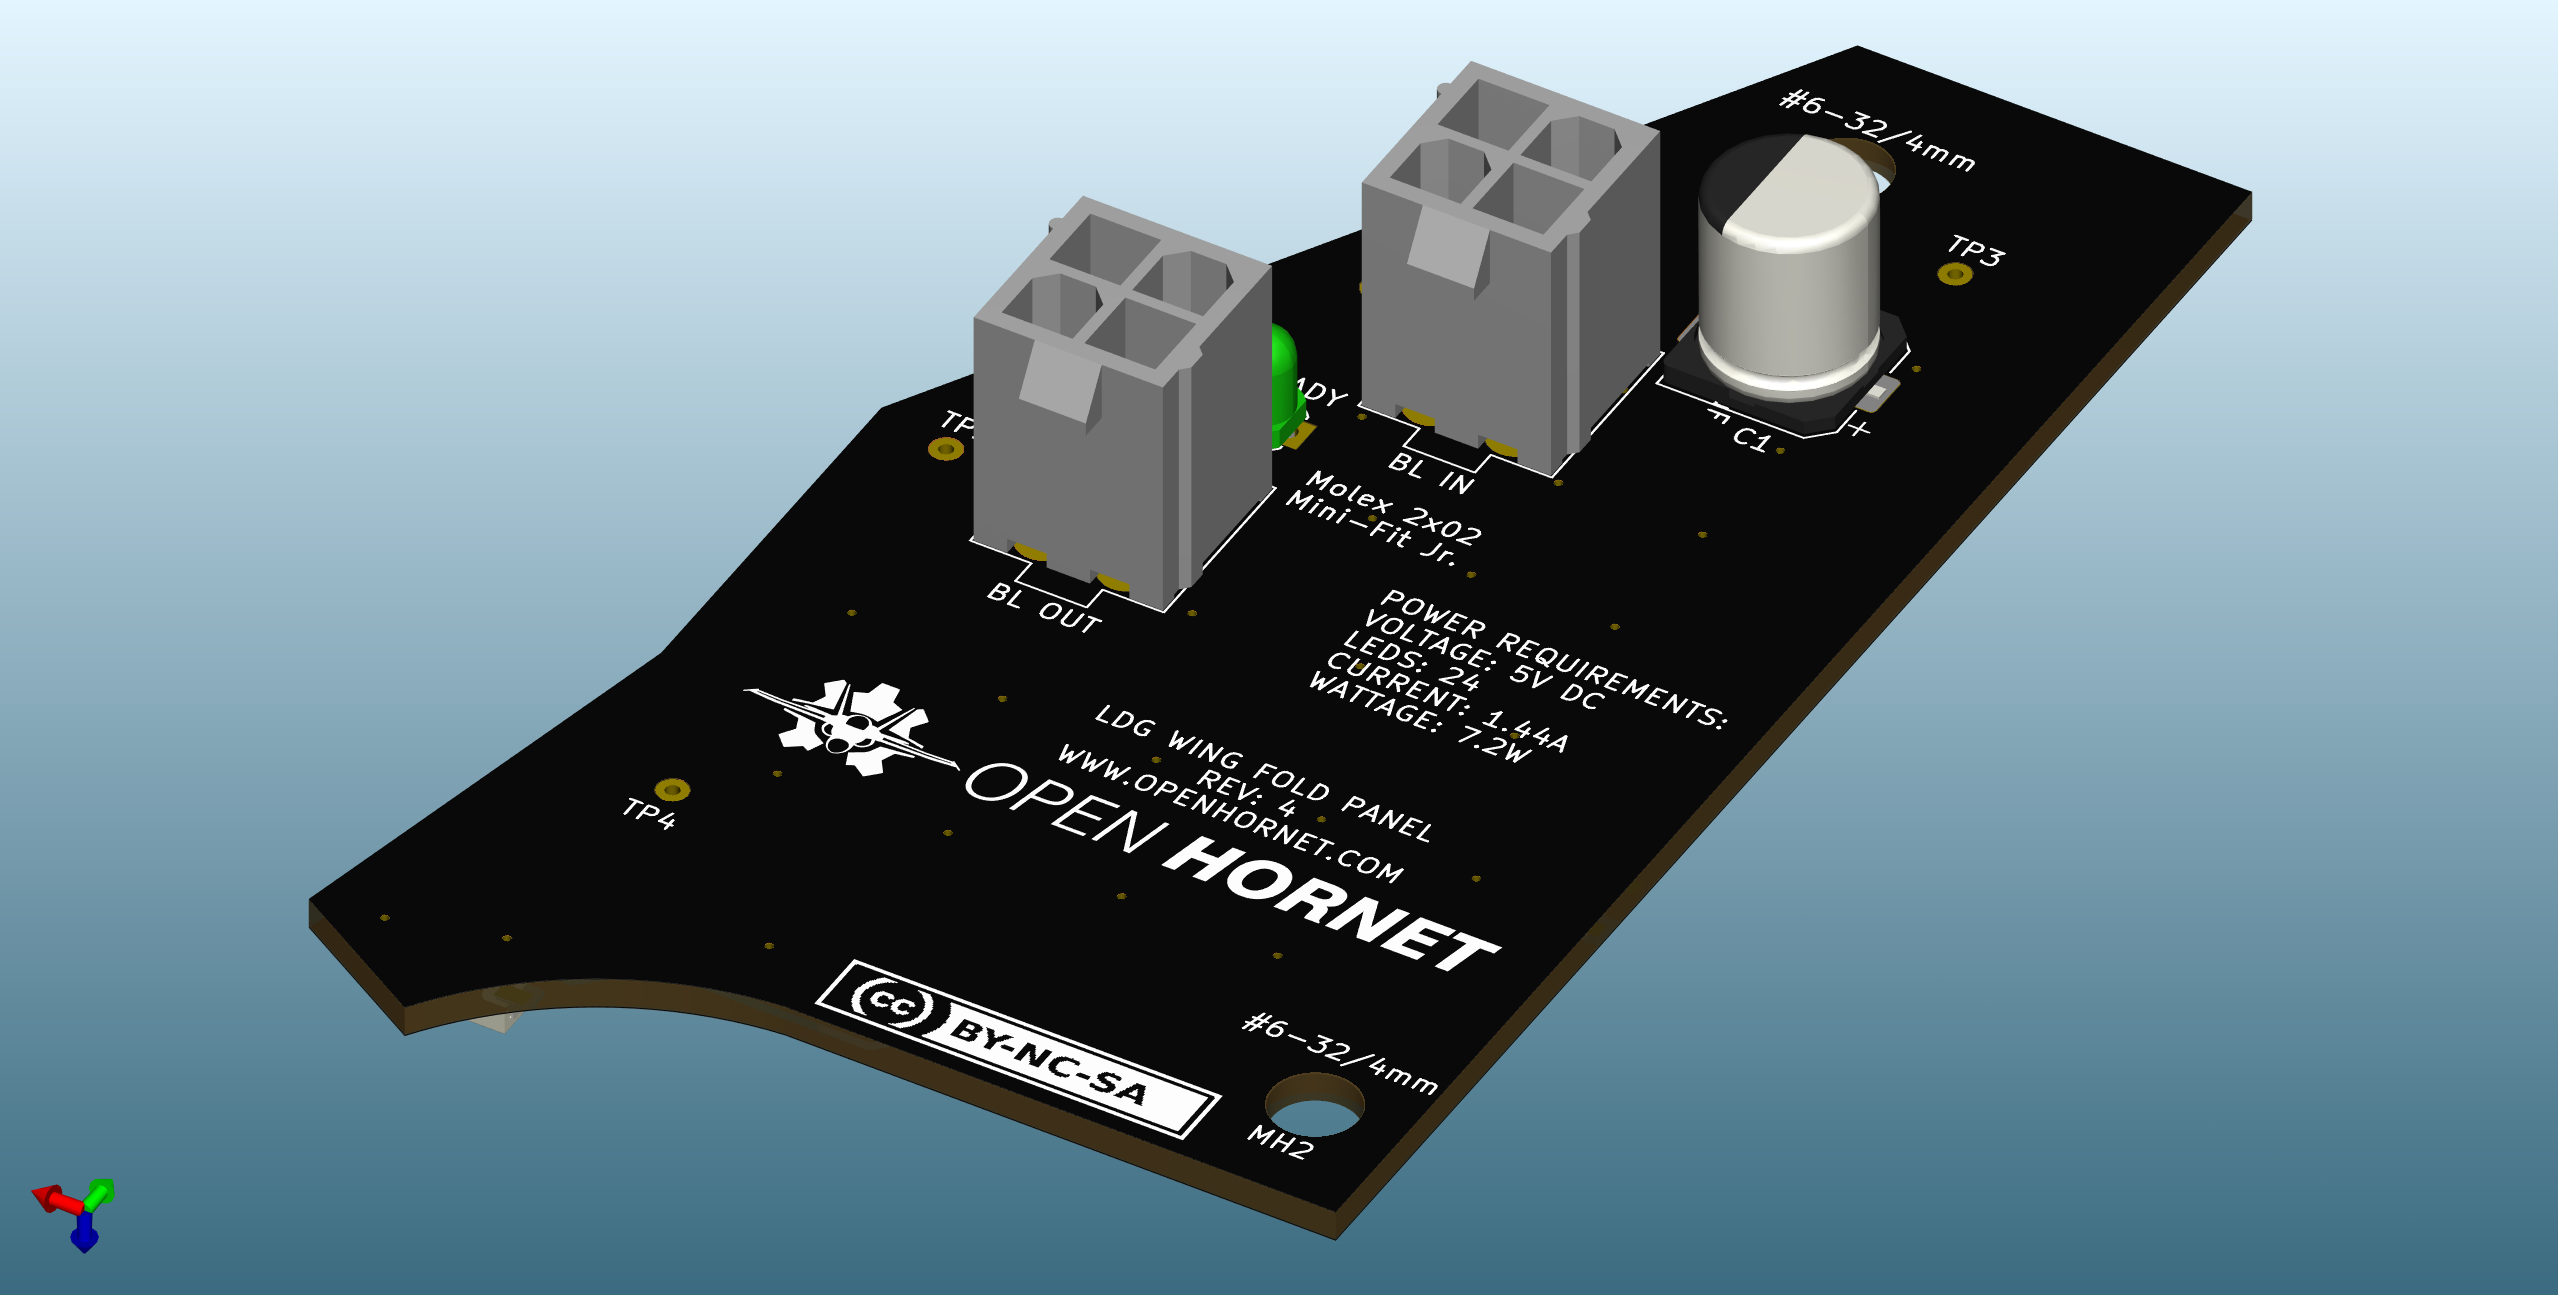 #6-32/4mm
TP3
C1
+
BL IN
Molex 2x02
Mini-Fit Jr.
BL OUT
POWER REQUIREMENTS:
VOLTAGE: 5V DC
LEDS: 24
CURRENT: 1.44A
WATTAGE: 7.2W
LDG WING FOLD PANEL
REV: 4
WWW.OPENHORNET.COM
OPEN HORNET
TP4
cc BY-NC-SA
#6-32/4mm
MH2